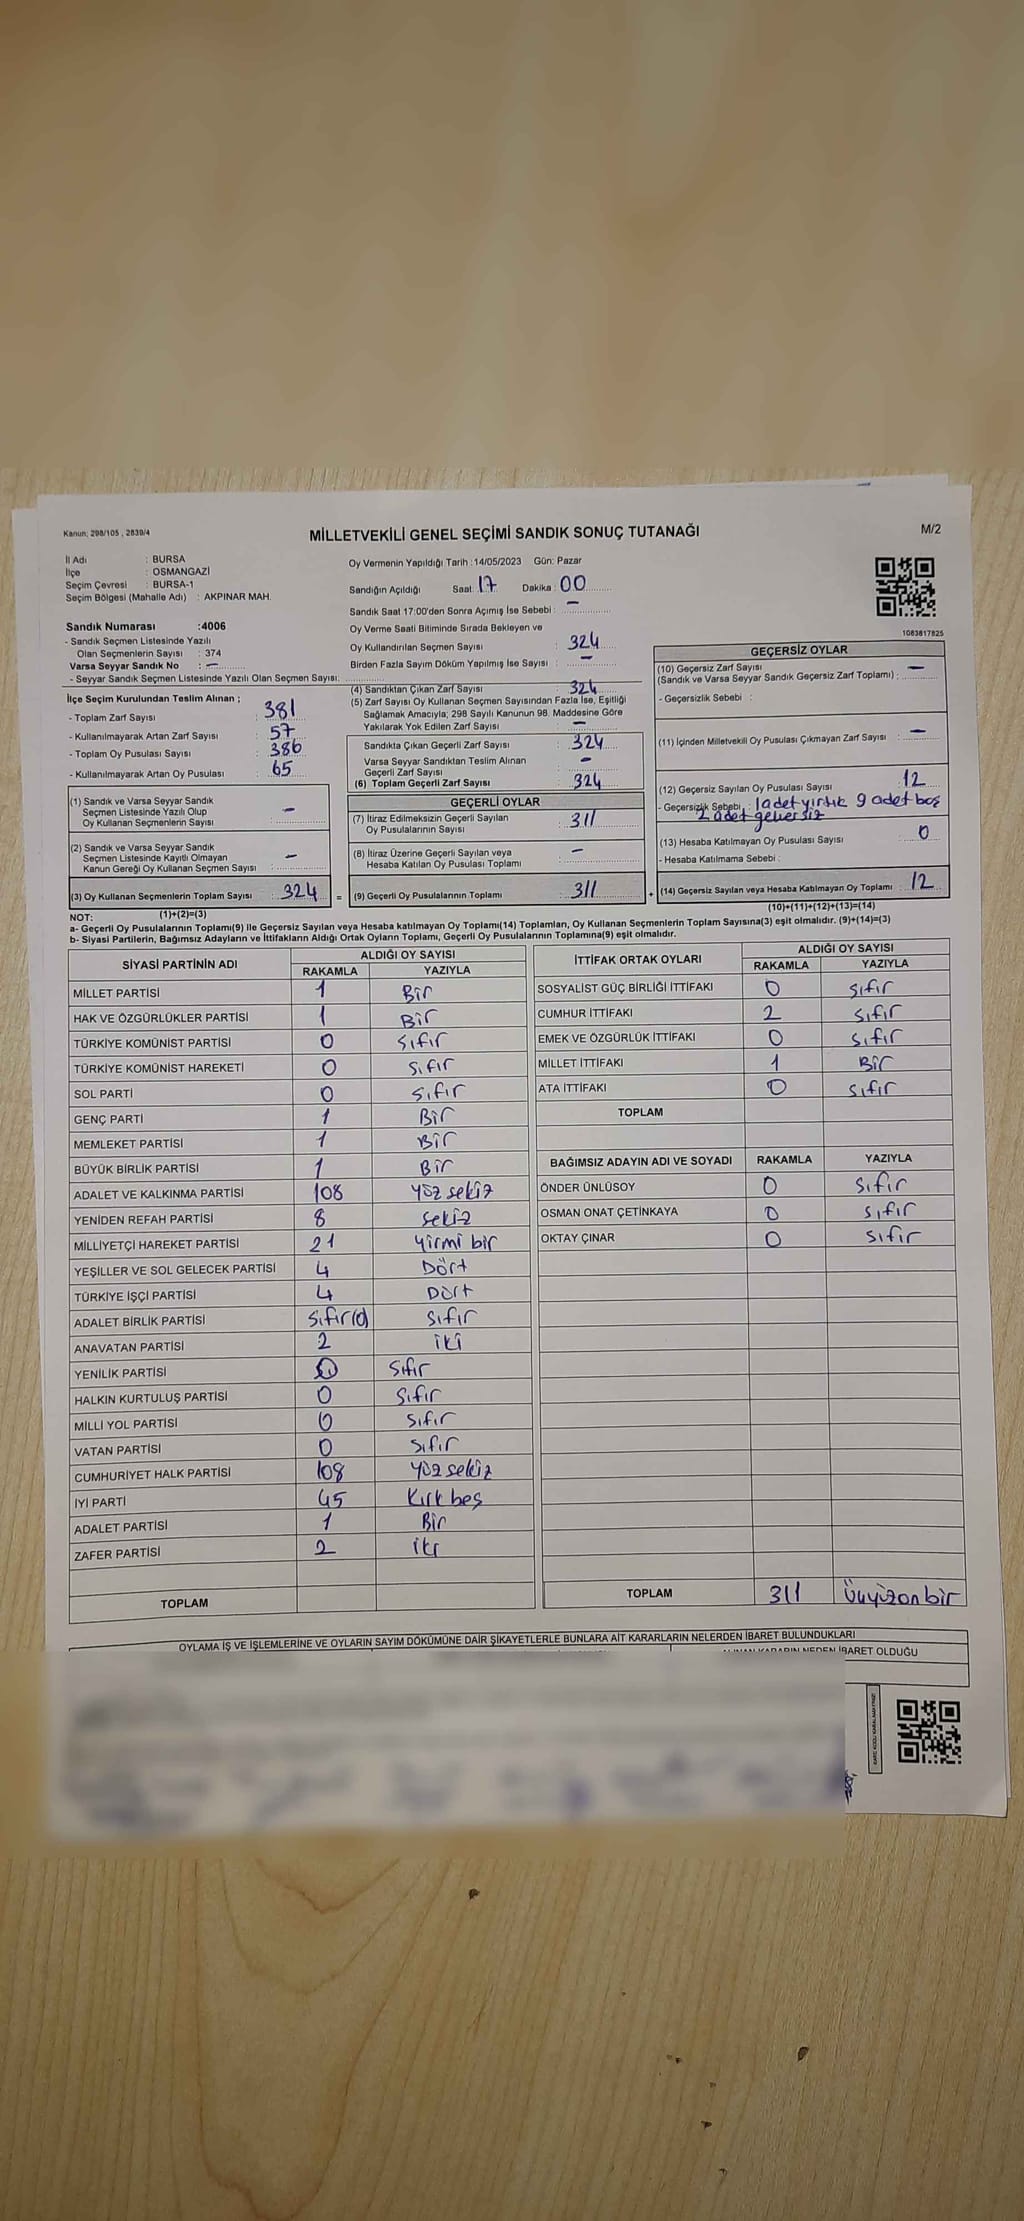 Kanun; 298/105 , 2839/4
MİLLETVEKİLİ GENEL SEÇİMİ SANDIK SONUÇ TUTANAĞI
M/2
İl Adı : BURSA
İlçe : OSMANGAZİ
Seçim Çevresi : BURSA-1
Seçim Bölgesi (Mahalle Adı) : AKPINAR MAH.
Oy Vermenin Yapıldığı Tarih : 14/05/2023 Gün: Pazar
Sandığın Açıldığı Saat: 17 Dakika : 00
Sandık Saat 17:00'den Sonra Açımış İse Sebebi : –
Oy Verme Saati Bitiminde Sırada Bekleyen ve
Oy Kullandırılan Seçmen Sayısı : 324
Birden Fazla Sayım Döküm Yapılmış İse Sayısı : –
1083817825
Sandık Numarası :4006
- Sandık Seçmen Listesinde Yazılı
Olan Seçmenlerin Sayısı : 374
Varsa Seyyar Sandık No : –
- Seyyar Sandık Seçmen Listesinde Yazılı Olan Seçmen Sayısı:
İlçe Seçim Kurulundan Teslim Alınan ;
- Toplam Zarf Sayısı : 381
- Kullanılmayarak Artan Zarf Sayısı : 57
- Toplam Oy Pusulası Sayısı : 386
- Kullanılmayarak Artan Oy Pusulası : 65
(4) Sandıktan Çıkan Zarf Sayısı : 324
(5) Zarf Sayısı Oy Kullanan Seçmen Sayısından Fazla İse, Eşitliği
Sağlamak Amacıyla; 298 Sayılı Kanunun 98. Maddesine Göre
Yakılarak Yok Edilen Zarf Sayısı : –
Sandıkta Çıkan Geçerli Zarf Sayısı : 324
Varsa Seyyar Sandıktan Teslim Alınan
Geçerli Zarf Sayısı : –
(6) Toplam Geçerli Zarf Sayısı : 324
GEÇERSİZ OYLAR
(10) Geçersiz Zarf Sayısı
(Sandık ve Varsa Seyyar Sandık Geçersiz Zarf Toplamı) : –
- Geçersizlik Sebebi :
(11) İçinden Milletvekili Oy Pusulası Çıkmayan Zarf Sayısı : –
(12) Geçersiz Sayılan Oy Pusulası Sayısı : 12
- Geçersizlik Sebebi : 1 adet yırtık 9 adet boş
2 adet
(13) Hesaba Katılmayan Oy Pusulası Sayısı : 0
- Hesaba Katılmama Sebebi :
(14) Geçersiz Sayılan veya Hesaba Katılmayan Oy Toplamı : 12
(10)+(11)+(12)+(13)=(14)
(1) Sandık ve Varsa Seyyar Sandık
Seçmen Listesinde Yazılı Olup
Oy Kullanan Seçmenlerin Sayısı : –
(2) Sandık ve Varsa Seyyar Sandık
Seçmen Listesinde Kayıtlı Olmayan
Kanun Gereği Oy Kullanan Seçmen Sayısı : –
(3) Oy Kullanan Seçmenlerin Toplam Sayısı : 324 =
(1)+(2)=(3)
GEÇERLİ OYLAR
(7) İtiraz Edilmeksizin Geçerli Sayılan
Oy Pusulalarının Sayısı : 311
(8) İtiraz Üzerine Geçerli Sayılan veya
Hesaba Katılan Oy Pusulası Toplamı : –
(9) Geçerli Oy Pusulalarının Toplamı : 311 +
NOT:
a- Geçerli Oy Pusulalarının Toplamı(9) ile Geçersiz Sayılan veya Hesaba katılmayan Oy Toplamı(14) Toplamları, Oy Kullanan Seçmenlerin Toplam Sayısına(3) eşit olmalıdır. (9)+(14)=(3)
b- Siyasi Partilerin, Bağımsız Adayların ve İttifakların Aldığı Ortak Oyların Toplamı, Geçerli Oy Pusulalarının Toplamına(9) eşit olmalıdır.
SİYASİ PARTİNİN ADI ALDIĞI OY SAYISI
RAKAMLA YAZIYLA
MİLLET PARTİSİ 1 Bir
HAK VE ÖZGÜRLÜKLER PARTİSİ 1 Bir
TÜRKİYE KOMÜNİST PARTİSİ 0 Sıfır
TÜRKİYE KOMÜNİST HAREKETİ 0 Sıfır
SOL PARTİ 0 Sıfır
GENÇ PARTİ 1 Bir
MEMLEKET PARTİSİ 1 Bir
BÜYÜK BİRLİK PARTİSİ 1 Bir
ADALET VE KALKINMA PARTİSİ 108 Yüz sekiz
YENİDEN REFAH PARTİSİ 8 Sekiz
MİLLİYETÇİ HAREKET PARTİSİ 21 Yirmi bir
YEŞİLLER VE SOL GELECEK PARTİSİ 4 Dört
TÜRKİYE İŞÇİ PARTİSİ 4 Dört
ADALET BİRLİK PARTİSİ Sıfır (0) Sıfır
ANAVATAN PARTİSİ 2 İki
YENİLİK PARTİSİ Sıfır
HALKIN KURTULUŞ PARTİSİ 0 Sıfır
MİLLİ YOL PARTİSİ 0 Sıfır
VATAN PARTİSİ 0 Sıfır
CUMHURİYET HALK PARTİSİ 108 Yüz sekiz
İYİ PARTİ 45 Kırk beş
ADALET PARTİSİ 1 Bir
ZAFER PARTİSİ 2 İki
TOPLAM
İTTİFAK ORTAK OYLARI ALDIĞI OY SAYISI
RAKAMLA YAZIYLA
SOSYALİST GÜÇ BİRLİĞİ İTTİFAKI 0 Sıfır
CUMHUR İTTİFAKI 2 Sıfır
EMEK VE ÖZGÜRLÜK İTTİFAKI 0 Sıfır
MİLLET İTTİFAKI 1 Bir
ATA İTTİFAKI 0 Sıfır
TOPLAM
BAĞIMSIZ ADAYIN ADI VE SOYADI RAKAMLA YAZIYLA
ÖNDER ÜNLÜSOY 0 Sıfır
OSMAN ONAT ÇETİNKAYA 0 Sıfır
OKTAY ÇINAR 0 Sıfır
TOPLAM 311 Üçyüzonbir
OYLAMA İŞ VE İŞLEMLERİNE VE OYLARIN SAYIM DÖKÜMÜNE DAİR ŞİKAYETLERLE BUNLARA AİT KARARLARIN NELERDEN İBARET BULUNDUKLARI
ALINAN KARARIN NEDEN İBARET OLDUĞU